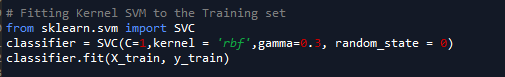 # Fitting Kernel SVM to the Training set
from sklearn.svm import SVC
classifier = SVC(C=1,kernel = 'rbf',gamma=0.3, random_state = 0)
classifier.fit(X_train, y_train)